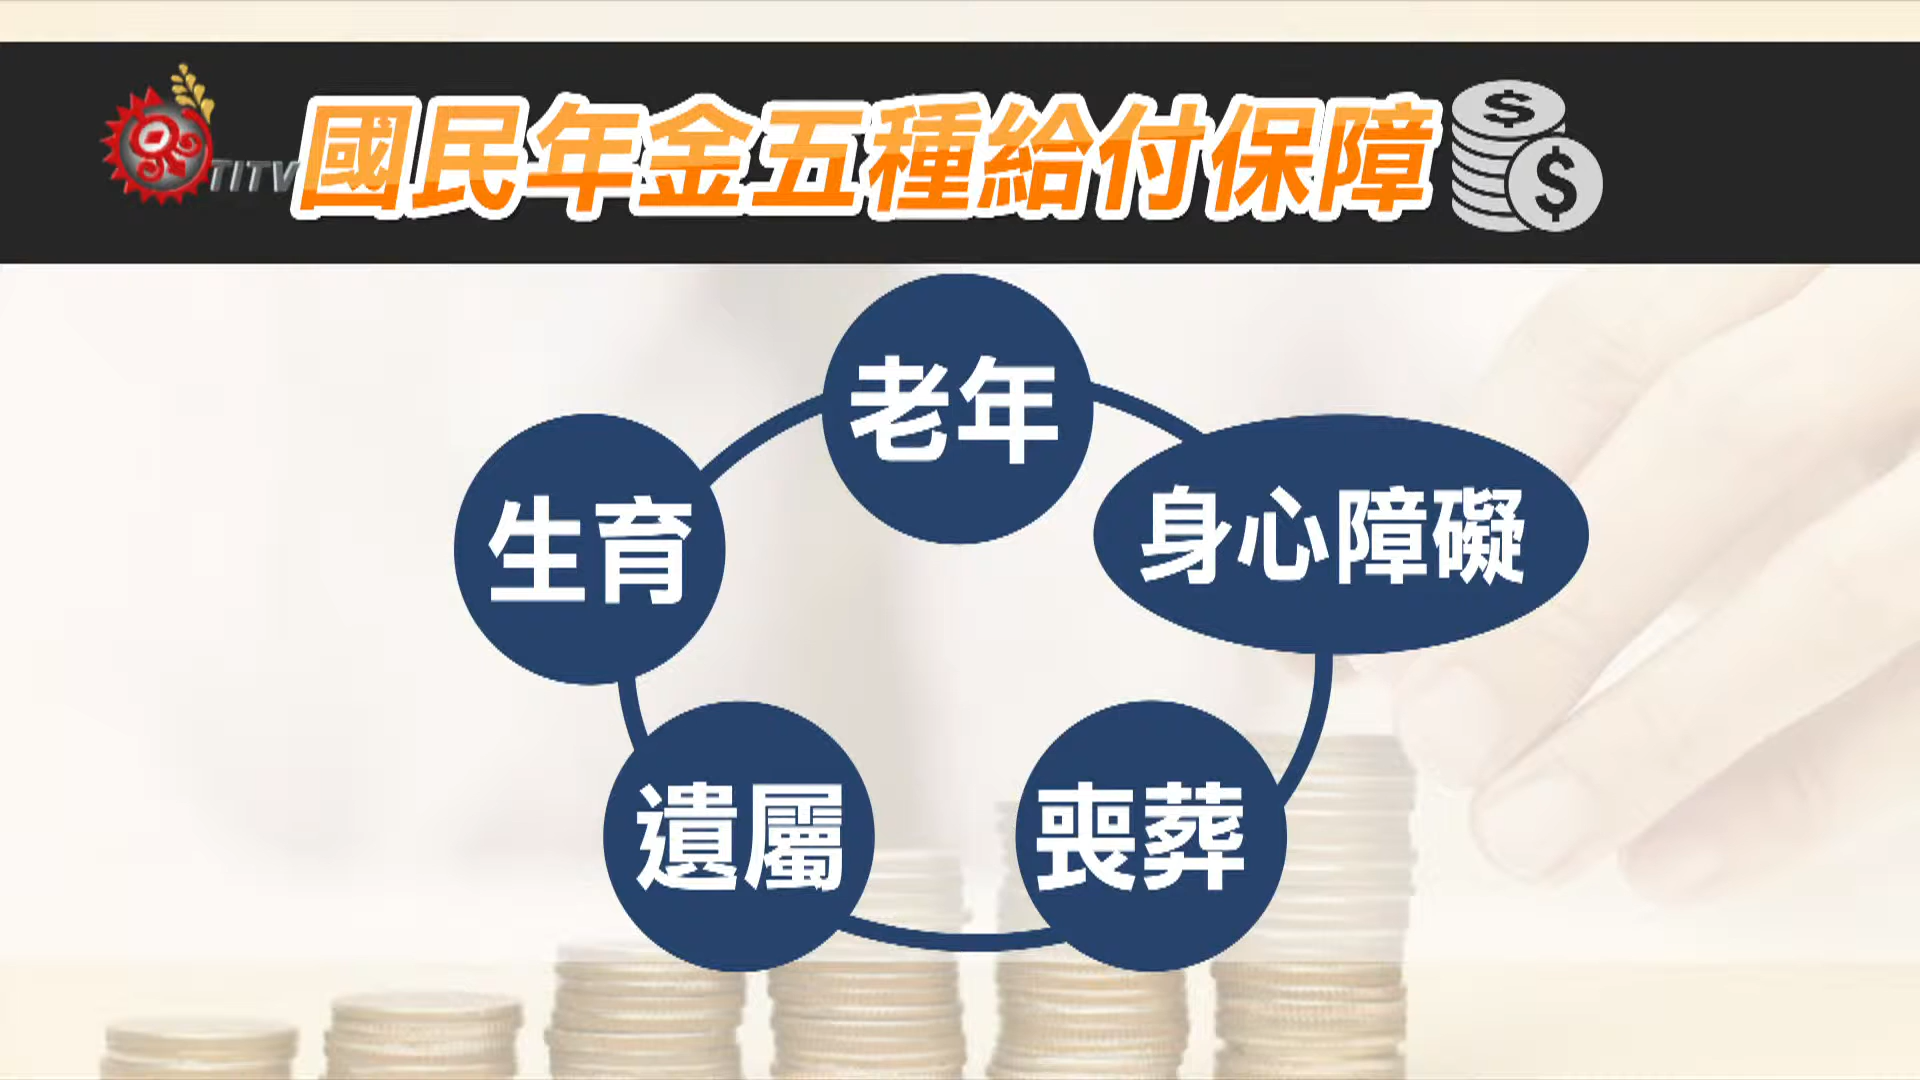 TITV
國民年金五種給付保障
老年
生育
身心障礙
遺屬
喪葬